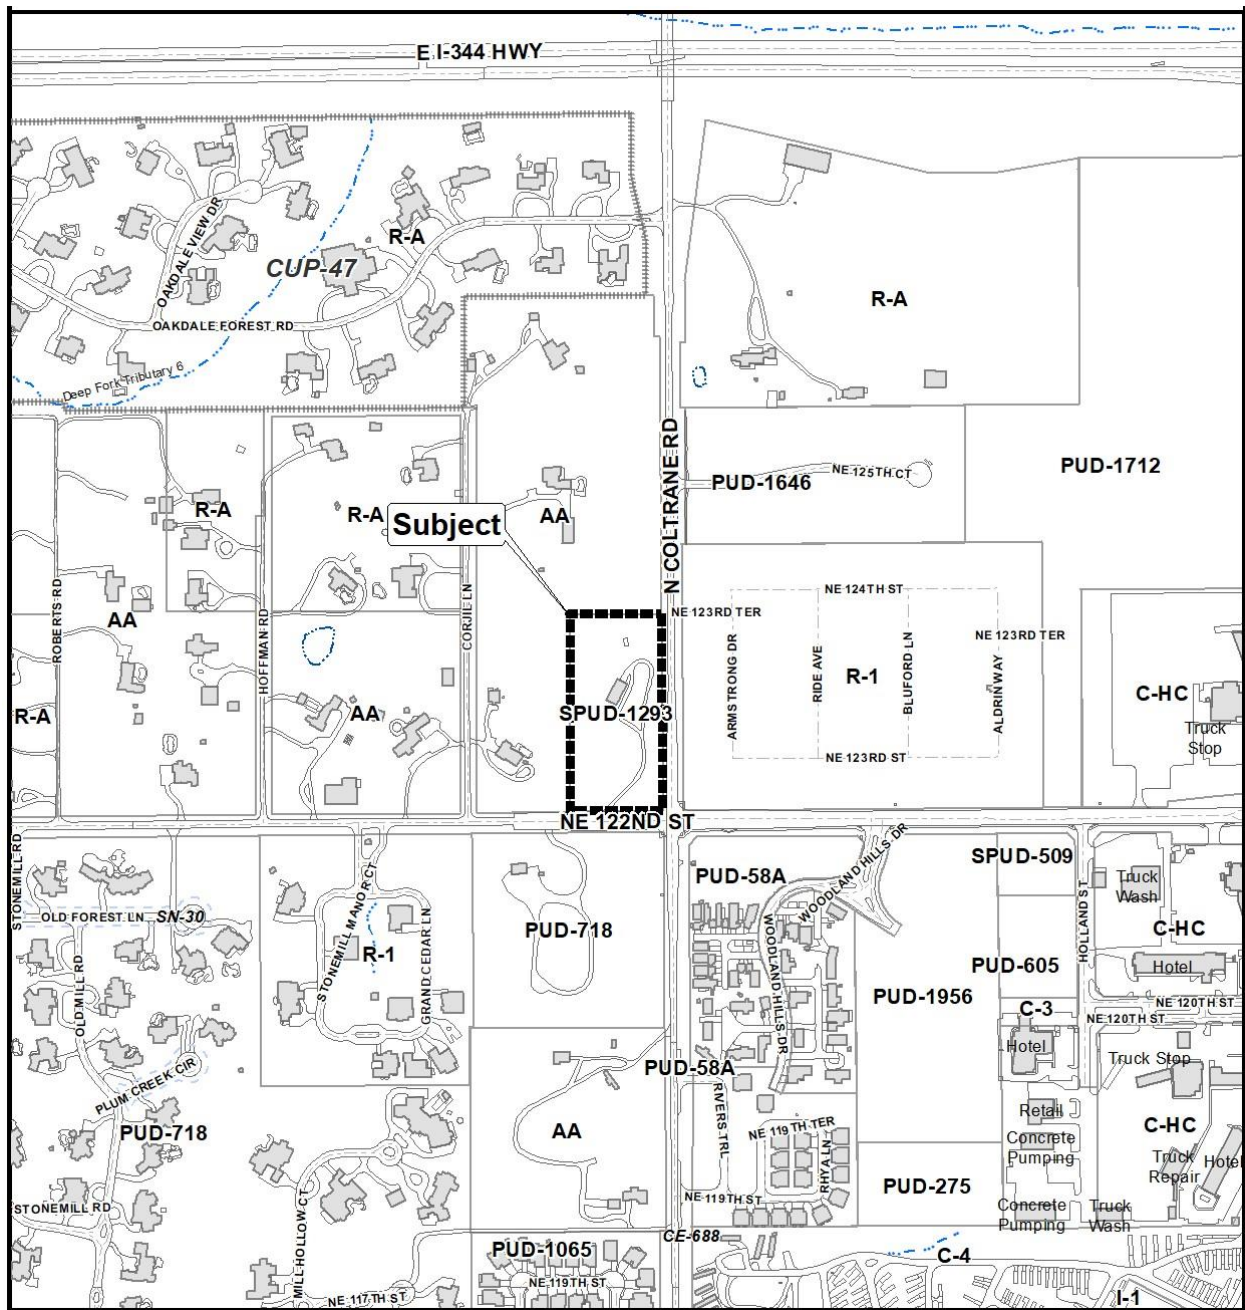 E I-344 HWY
OAKDALE VIEW DR
R-A
CUP-47
OAKDALE FOREST RD
Deep Fork Tributary 6
R-A
N COLTRANE RD
PUD-1646
NE 125TH CT
PUD-1712
R-A
R-A
Subject
AA
ROBERTS RD
HOFFMAN RD
CORJIL LN
AA
R-A
AA
SPUD-1293
NE 123RD TER
NE 124TH ST
NE 123RD TER
ARMSTRONG DR
RIDE AVE
R-1
BLUFORD LN
ALDRIN WAY
NE 123RD ST
C-HC
Truck
Stop
NE 122ND ST
STONEMILL RD
OLD FOREST LN
SN-30
OLD MILL RD
PLUM CREEK CIR
PUD-718
STONEMILL MANOR CT
R-1
GRAND CEDAR LN
PUD-718
PUD-58A
WOODLAND HILLS DR
WOODLAND HILLS DR
SPUD-509
Truck
Wash
HOLLAND ST
C-HC
PUD-605
Hotel
PUD-1956
NE 120TH ST
NE 120TH ST
C-3
Hotel
Truck Stop
PUD-58A
RIVERS TRL
NE 119TH TER
RHYA LN
NE 119TH ST
AA
Retail
Concrete
Pumping
C-HC
Truck
Repair
Hotel
PUD-275
Concrete
Pumping
Truck
Wash
STONEMILL RD
MILL HOLLOW CT
NE 117TH ST
PUD-1065
NE 119TH ST
CE-688
C-4
I-1